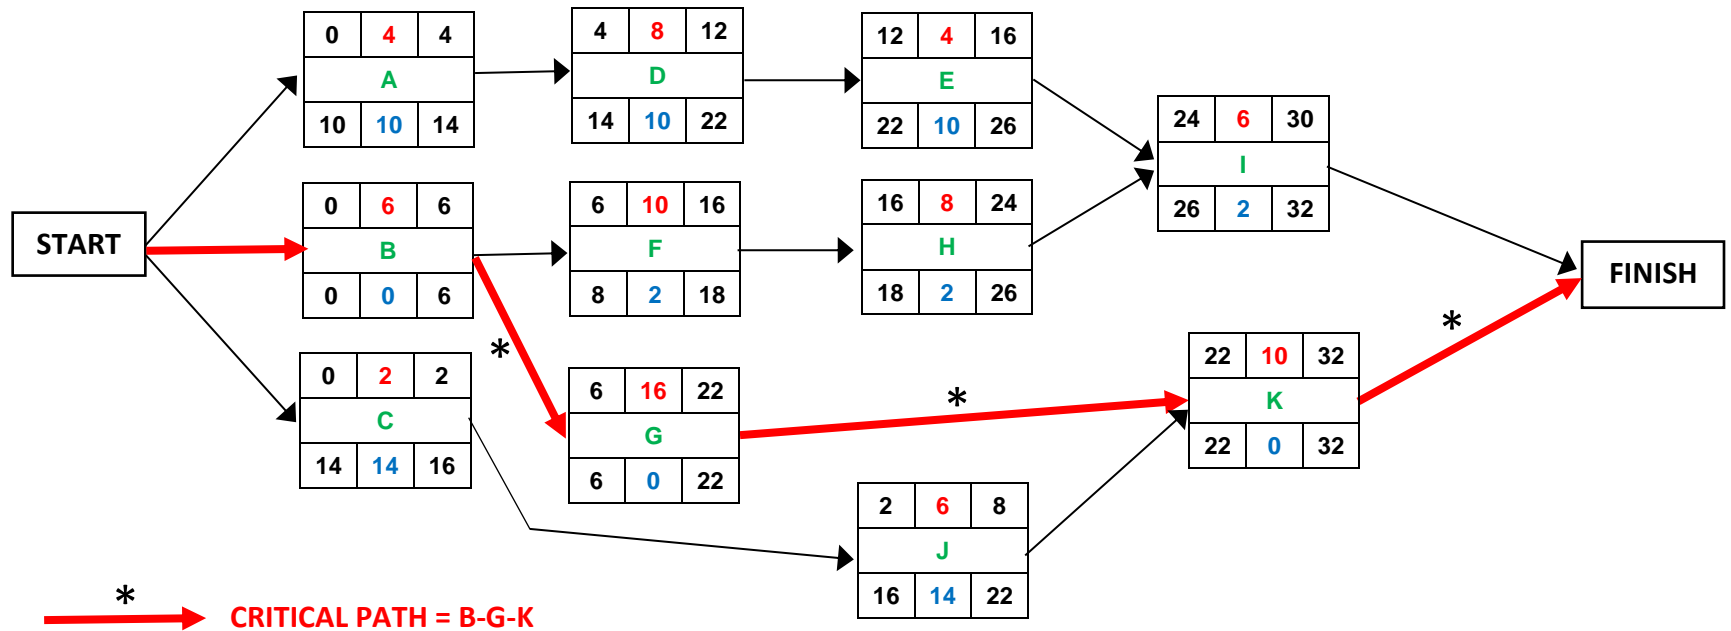 0 4 4
A
10 10 14
4 8 12
D
14 10 22
12 4 16
E
22 10 26
24 6 30
I
26 2 32
START
0 6 6
B
0 0 6
6 10 16
F
8 2 18
16 8 24
H
18 2 26
FINISH
0 2 2
C
14 14 16
*
6 16 22
G
6 0 22
*
22 10 32
K
22 0 32
*
2 6 8
J
16 14 22
*
CRITICAL PATH = B-G-K